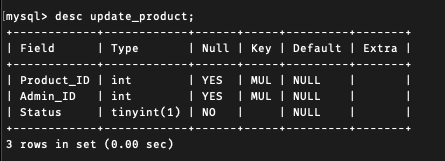 mysql> desc update_product;
+------------+------------+------+-----+---------+-------+
| Field      | Type       | Null | Key | Default | Extra |
+------------+------------+------+-----+---------+-------+
| Product_ID | int        | YES  | MUL | NULL    |       |
| Admin_ID   | int        | YES  | MUL | NULL    |       |
| Status     | tinyint(1) | NO   |     | NULL    |       |
+------------+------------+------+-----+---------+-------+
3 rows in set (0.00 sec)